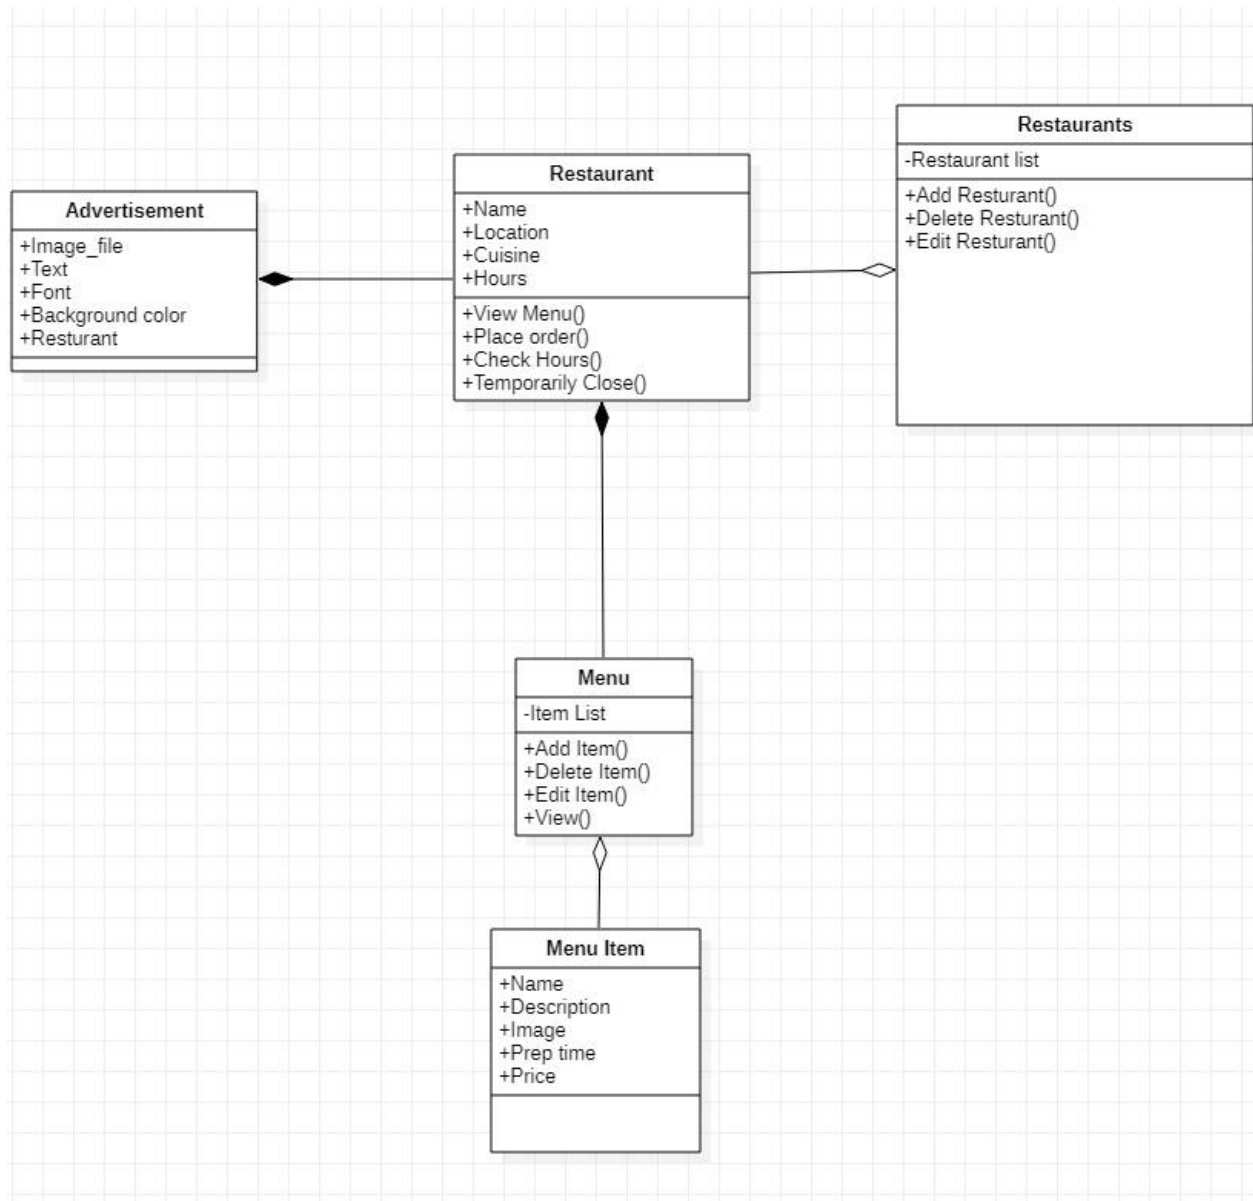 Advertisement
+Image_file
+Text
+Font
+Background color
+Resturant
Restaurant
+Name
+Location
+Cuisine
+Hours
+View Menu()
+Place order()
+Check Hours()
+Temporarily Close()
Restaurants
-Restaurant list
+Add Resturant()
+Delete Resturant()
+Edit Resturant()
Menu
-Item List
+Add Item()
+Delete Item()
+Edit Item()
+View()
Menu Item
+Name
+Description
+Image
+Prep time
+Price